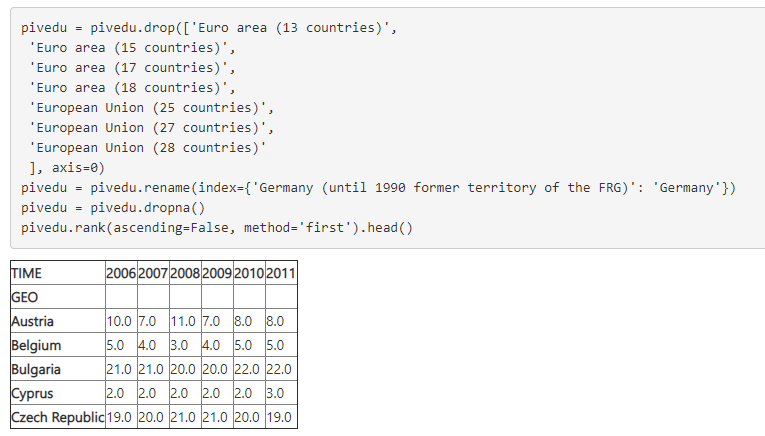 pivedu = pivedu.drop(['Euro area (13 countries)',
'Euro area (15 countries)',
'Euro area (17 countries)',
'Euro area (18 countries)',
'European Union (25 countries)',
'European Union (27 countries)',
'European Union (28 countries)'
], axis=0)
pivedu = pivedu.rename(index={'Germany (until 1990 former territory of the FRG)': 'Germany'})
pivedu = pivedu.dropna()
pivedu.rank(ascending=False, method='first').head()
TIME 2006 2007 2008 2009 2010 2011
GEO
Austria 10.0 7.0 11.0 7.0 8.0 8.0
Belgium 5.0 4.0 3.0 4.0 5.0 5.0
Bulgaria 21.0 21.0 20.0 20.0 22.0 22.0
Cyprus 2.0 2.0 2.0 2.0 2.0 3.0
Czech Republic 19.0 20.0 21.0 21.0 20.0 19.0